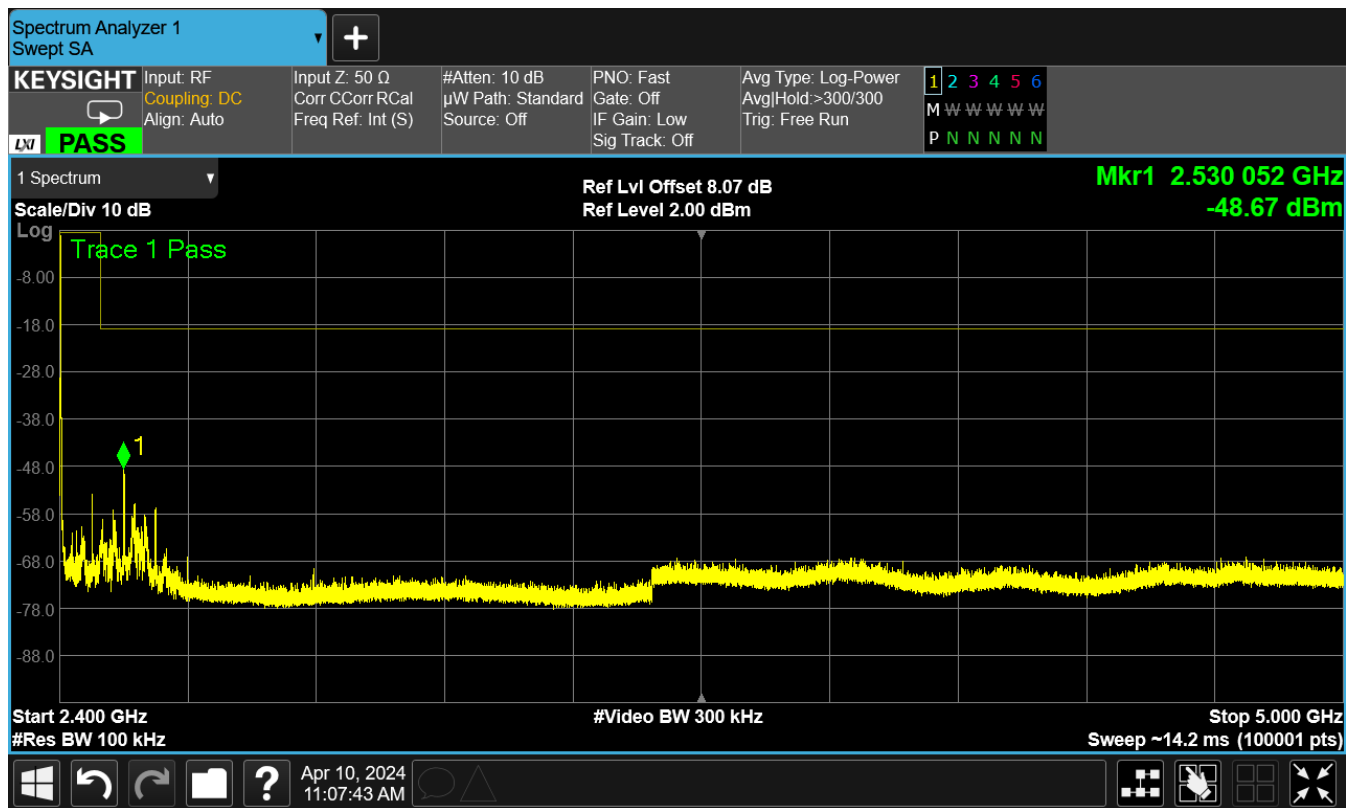 Spectrum Analyzer 1
Swept SA
+
KEYSIGHT
LXI
PASS
Input: RF
Coupling: DC
Align: Auto
Input Z: 50 Ω
Corr CCorr RCal
Freq Ref: Int (S)
#Atten: 10 dB
µW Path: Standard
Source: Off
PNO: Fast
Gate: Off
IF Gain: Low
Sig Track: Off
Avg Type: Log-Power
Avg|Hold:>300/300
Trig: Free Run
1 2 3 4 5 6
M W W W W W
P N N N N N
1 Spectrum
Scale/Div 10 dB
Ref Lvl Offset 8.07 dB
Ref Level 2.00 dBm
Mkr1 2.530 052 GHz
-48.67 dBm
Log
Trace 1 Pass
-8.00
-18.0
-28.0
-38.0
1
-48.0
-58.0
-68.0
-78.0
-88.0
Start 2.400 GHz
#Res BW 100 kHz
#Video BW 300 kHz
Stop 5.000 GHz
Sweep ~14.2 ms (100001 pts)
?
Apr 10, 2024
11:07:43 AM